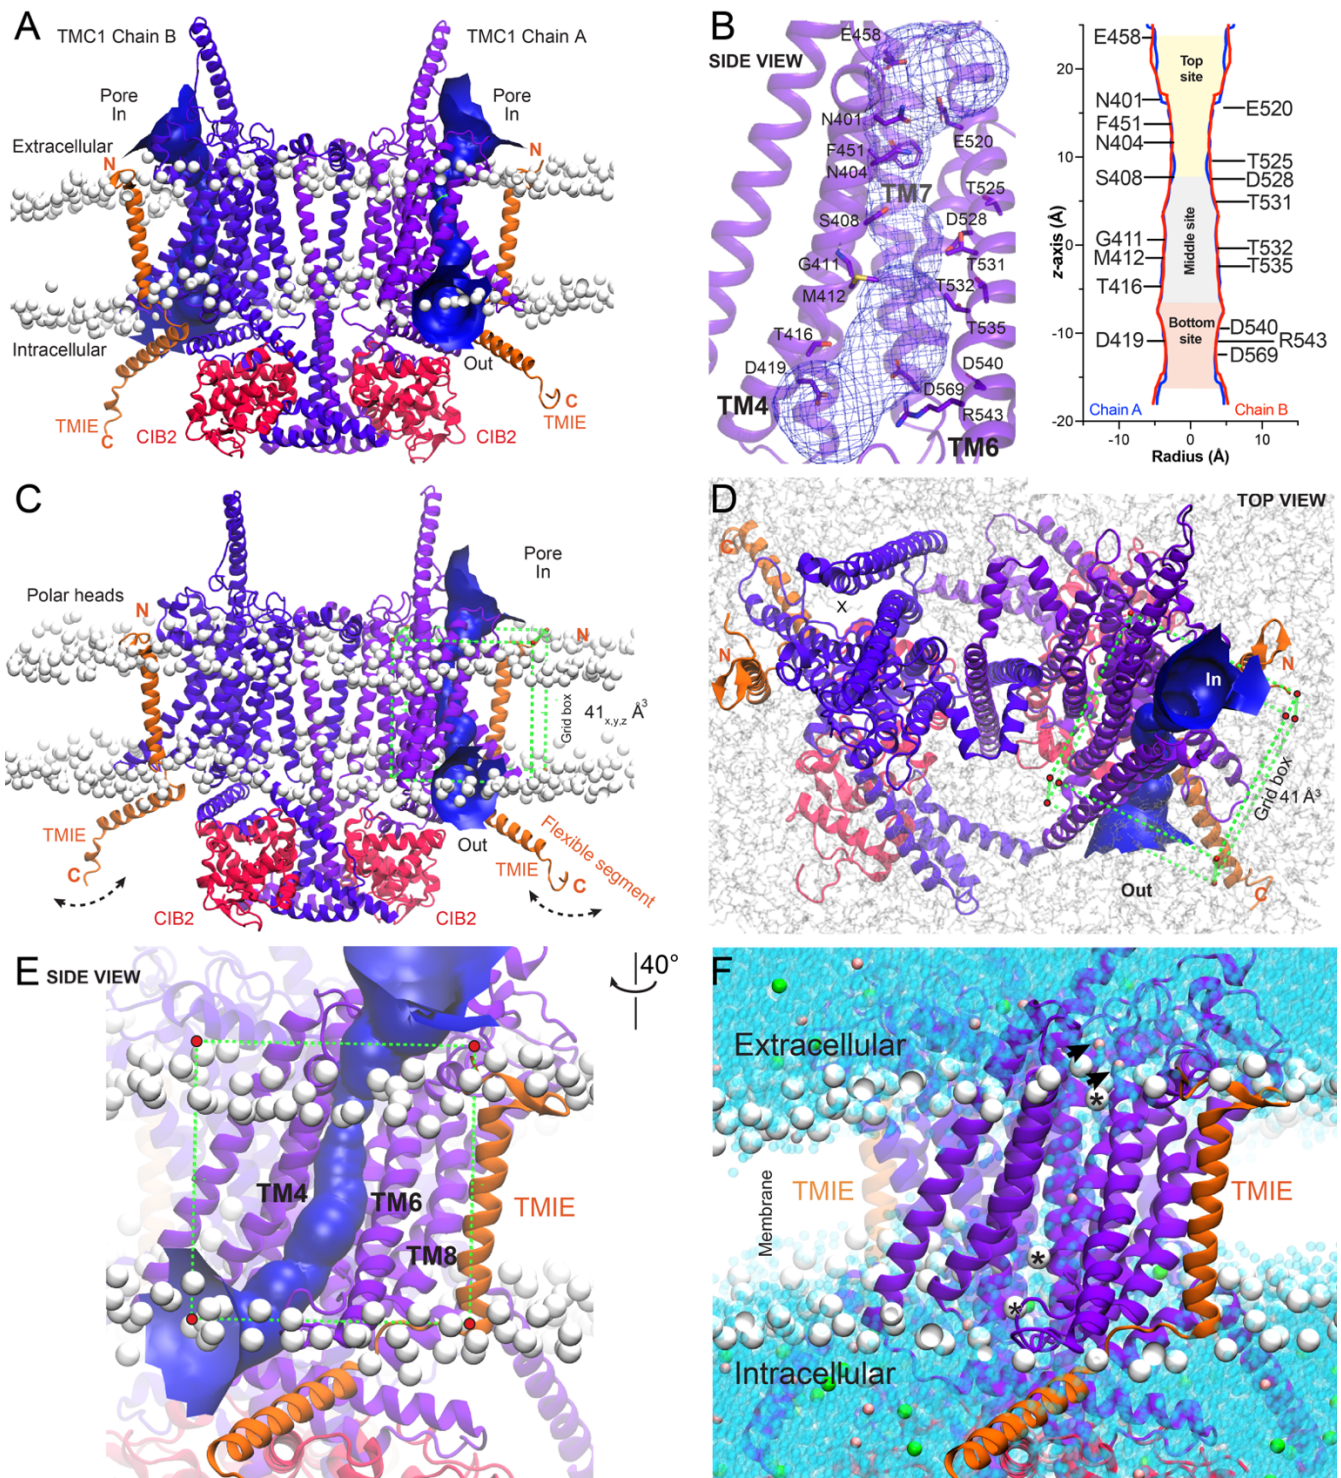 A
TMC1 Chain B
TMC1 Chain A
Pore
In
Pore
In
Extracellular
N
N
Intracellular
Out
C
TMIE
CIB2
CIB2
C
TMIE
B
SIDE VIEW
E458
N401
F451
N404
E520
TM7
T525
S408
D528
G411
T531
M412
T532
T535
T416
D419
D540
D569
R543
TM4
TM6
z-axis (Å)
20
10
0
-10
-20
E458
N401
F451
N404
S408
G411
M412
T416
D419
Top
site
Middle site
Bottom
site
E520
T525
D528
T531
T532
T535
D540
R543
D569
Chain A
Chain B
-10
0
10
Radius (Å)
C
Pore
In
Polar heads
N
N
Grid box
41x,y,z Å3
TMIE
C
Out
TMIE
C
Flexible segment
CIB2
CIB2
D
TOP VIEW
C
X
N
In
N
Grid box
41 Å3
Out
C
E
SIDE VIEW
40°
TM4
TM6
TM8
TMIE
F
Extracellular
*
TMIE
Membrane
TMIE
*
*
Intracellular